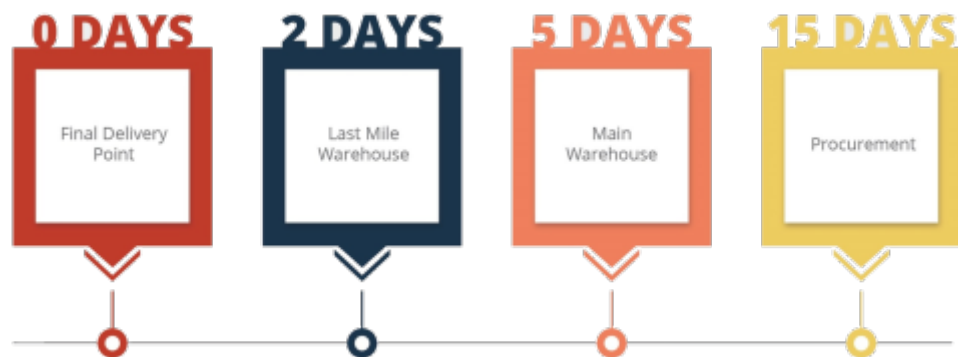 0 DAYS
2 DAYS
5 DAYS
15 DAYS
Final Delivery
Point
Last Mile
Warehouse
Main
Warehouse
Procurement